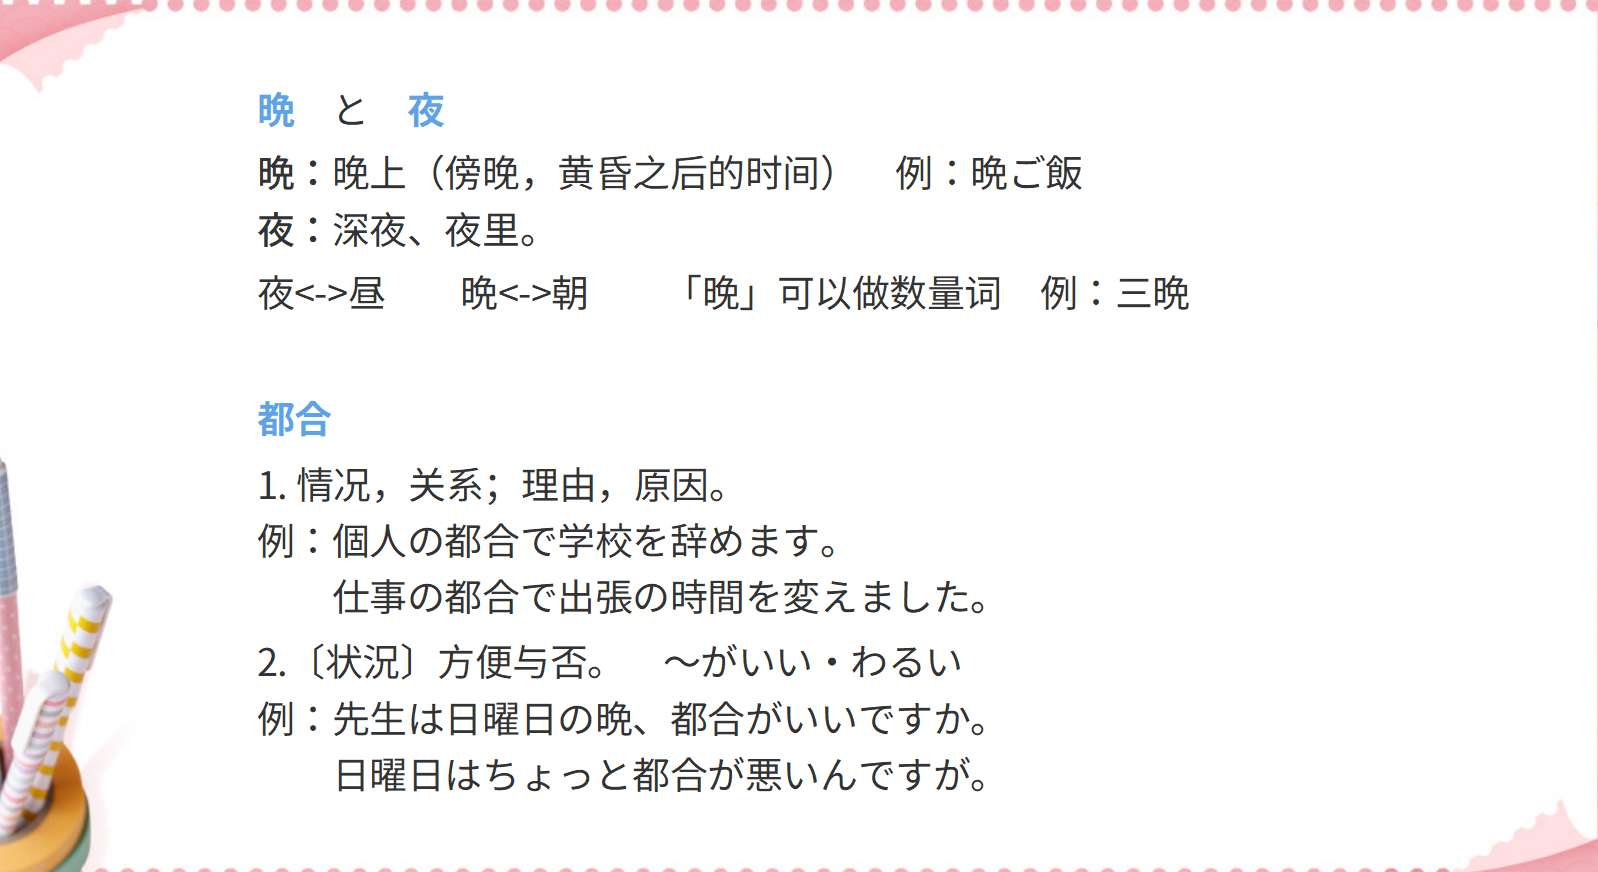 晩　と　夜
晩：晚上（傍晚，黄昏之后的时间）　例：晩ご飯
夜：深夜、夜里。
夜<->昼　　晩<->朝　　「晩」可以做数量词　例：三晩
都合
1. 情况，关系；理由，原因。
例：個人の都合で学校を辞めます。
仕事の都合で出張の時間を変えました。
2.〔状況〕方便与否。　～がいい・わるい
例：先生は日曜日の晩、都合がいいですか。
日曜日はちょっと都合が悪いんですが。